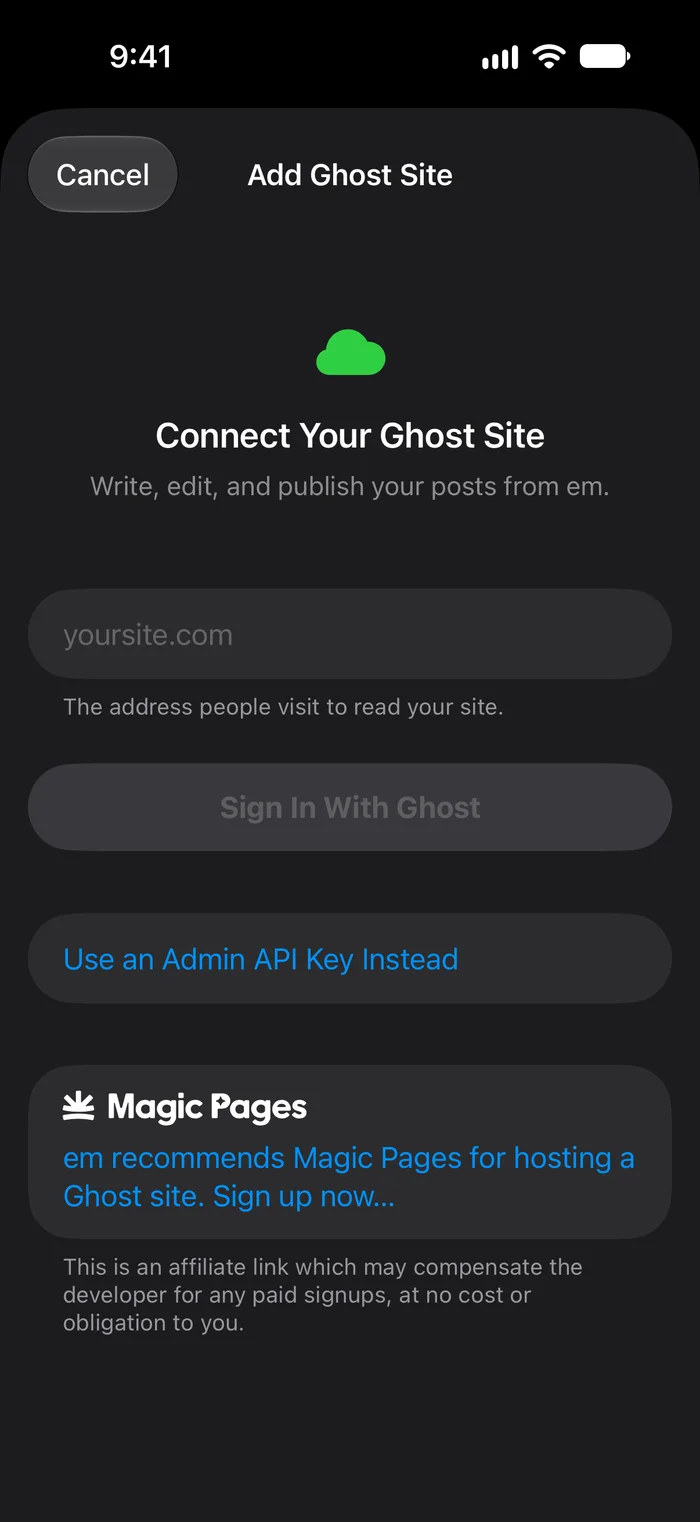 9:41
Cancel
Add Ghost Site
Connect Your Ghost Site
Write, edit, and publish your posts from em.
yoursite.com
The address people visit to read your site.
Sign In With Ghost
Use an Admin API Key Instead
Magic Pages
em recommends Magic Pages for hosting a
Ghost site. Sign up now...
This is an affiliate link which may compensate the
developer for any paid signups, at no cost or
obligation to you.